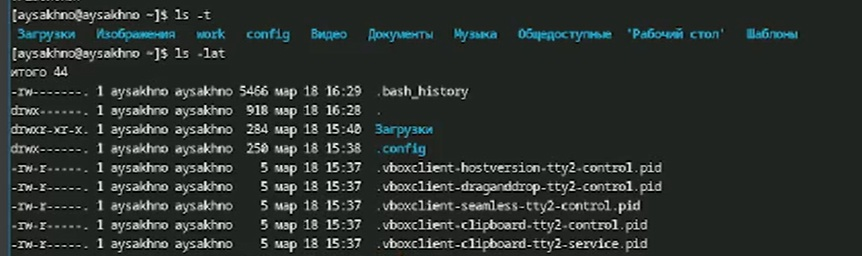 [aysakhno@aysakhno ~]$ ls -t
Загрузки Изображения work config Видео Документы Музыка Общедоступные 'Рабочий стол' Шаблоны
[aysakhno@aysakhno ~]$ ls -lat
итого 44
-rw-------. 1 aysakhno aysakhno 5466 мар 18 16:29 .bash_history
drwx------. 1 aysakhno aysakhno 918 мар 18 16:28 .
drwxr-xr-x. 1 aysakhno aysakhno 284 мар 18 15:40 Загрузки
drwx------. 1 aysakhno aysakhno 250 мар 18 15:38 .config
-rw-r-----. 1 aysakhno aysakhno 5 мар 18 15:37 .vboxclient-hostversion-tty2-control.pid
-rw-r-----. 1 aysakhno aysakhno 5 мар 18 15:37 .vboxclient-draganddrop-tty2-control.pid
-rw-r-----. 1 aysakhno aysakhno 5 мар 18 15:37 .vboxclient-seamless-tty2-control.pid
-rw-r-----. 1 aysakhno aysakhno 5 мар 18 15:37 .vboxclient-clipboard-tty2-control.pid
-rw-r-----. 1 aysakhno aysakhno 5 мар 18 15:37 .vboxclient-clipboard-tty2-service.pid